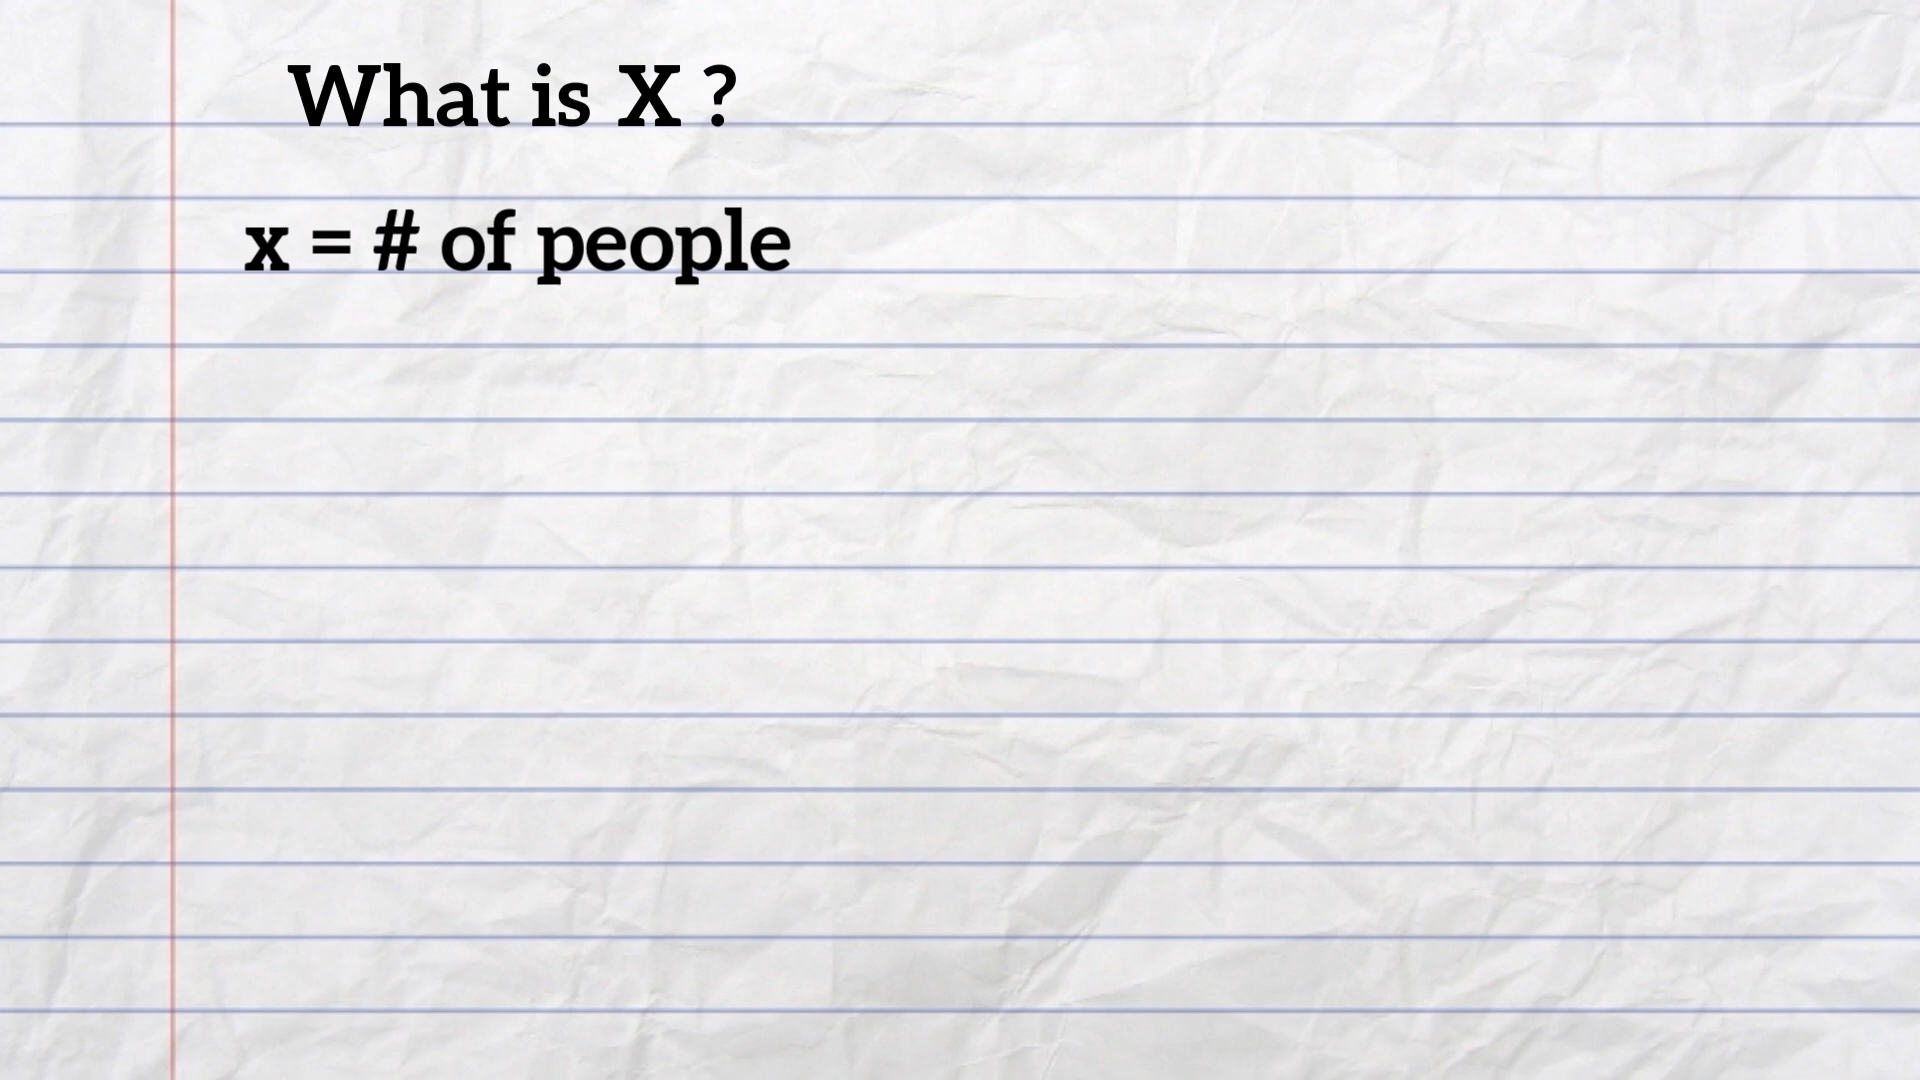 What is X ?
x = # of people